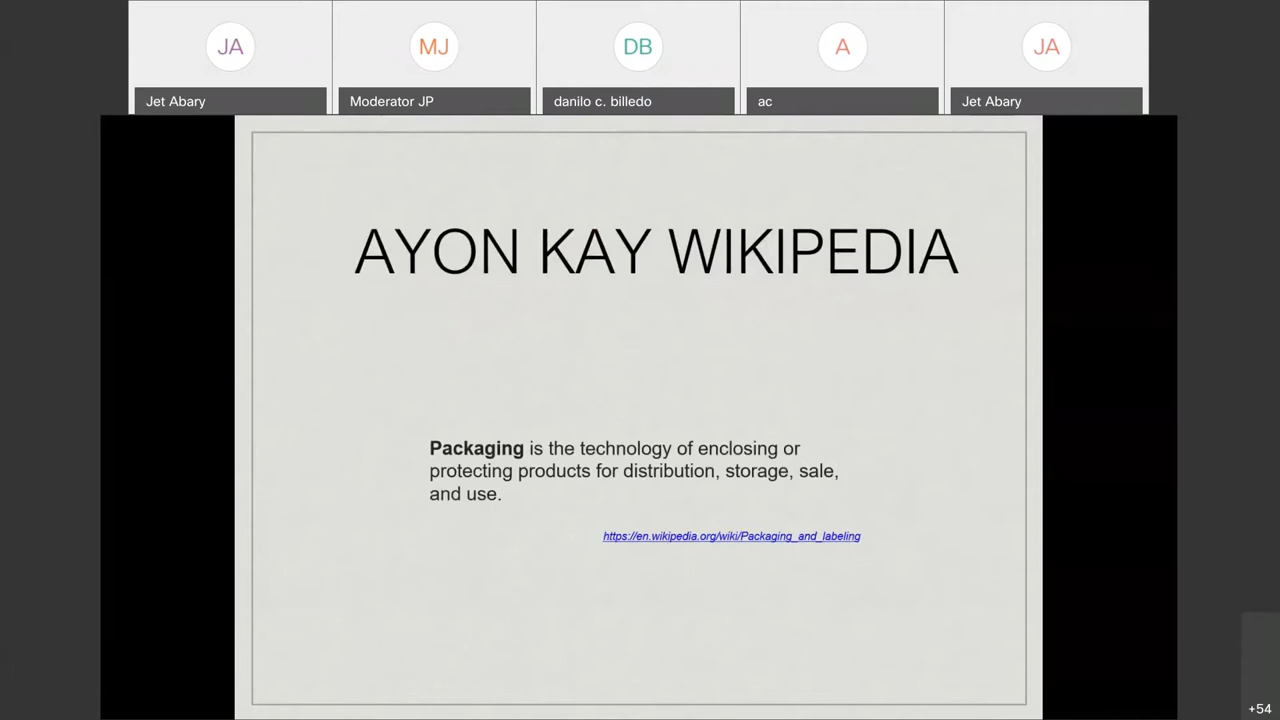 JA
MJ
DB
A
JA
Jet Abary
Moderator JP
danilo c. billedo
ac
Jet Abary
AYON KAY WIKIPEDIA
Packaging is the technology of enclosing or
protecting products for distribution, storage, sale,
and use.
https://en.wikipedia.org/wiki/Packaging_and_labeling
+54